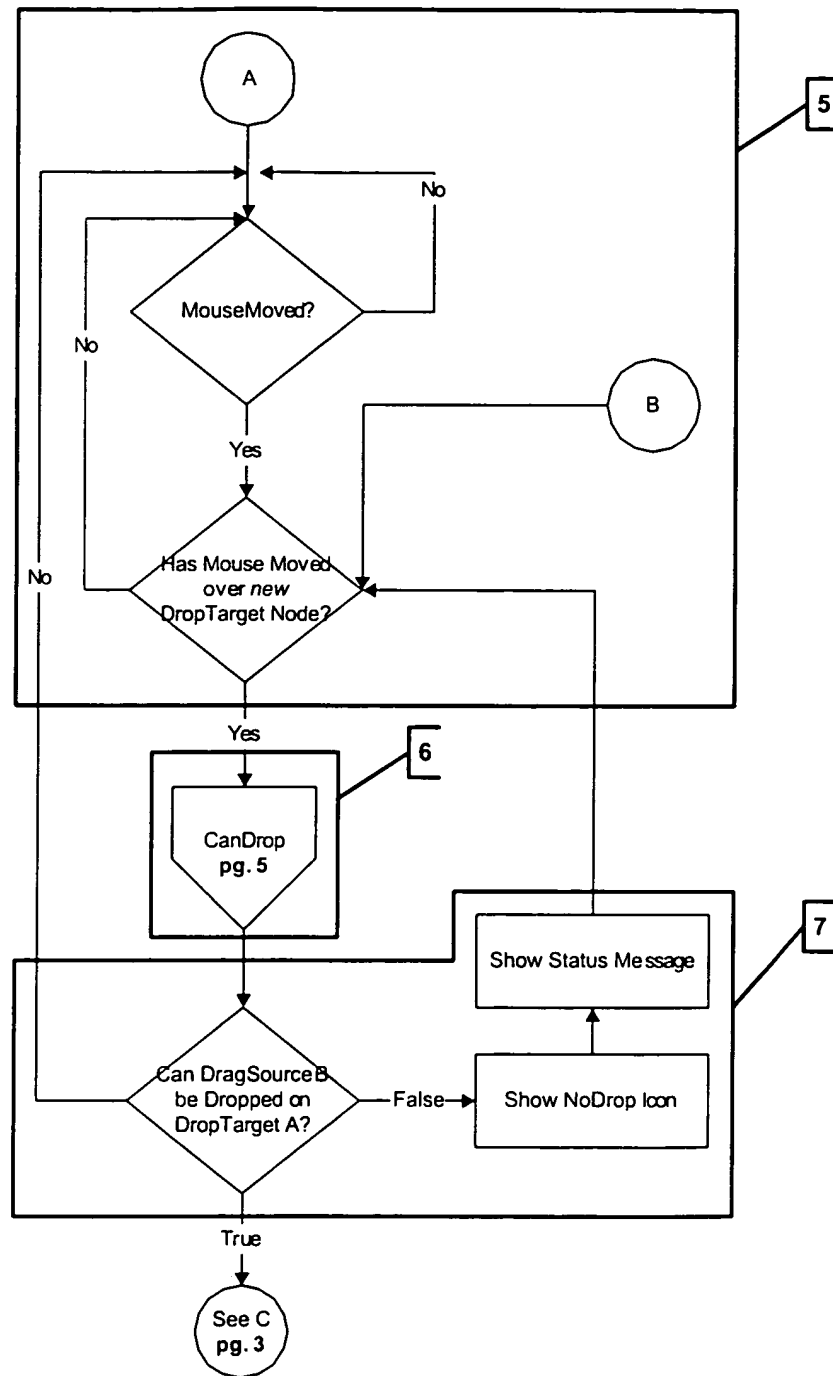 A
5
No
MouseMoved?
No
B
Yes
Has Mouse Moved
over new
DropTarget Node?
No
Yes
6
CanDrop
pg. 5
7
Show Status Message
Can DragSource B
be Dropped on
DropTarget A?
False
Show NoDrop Icon
True
See C
pg. 3